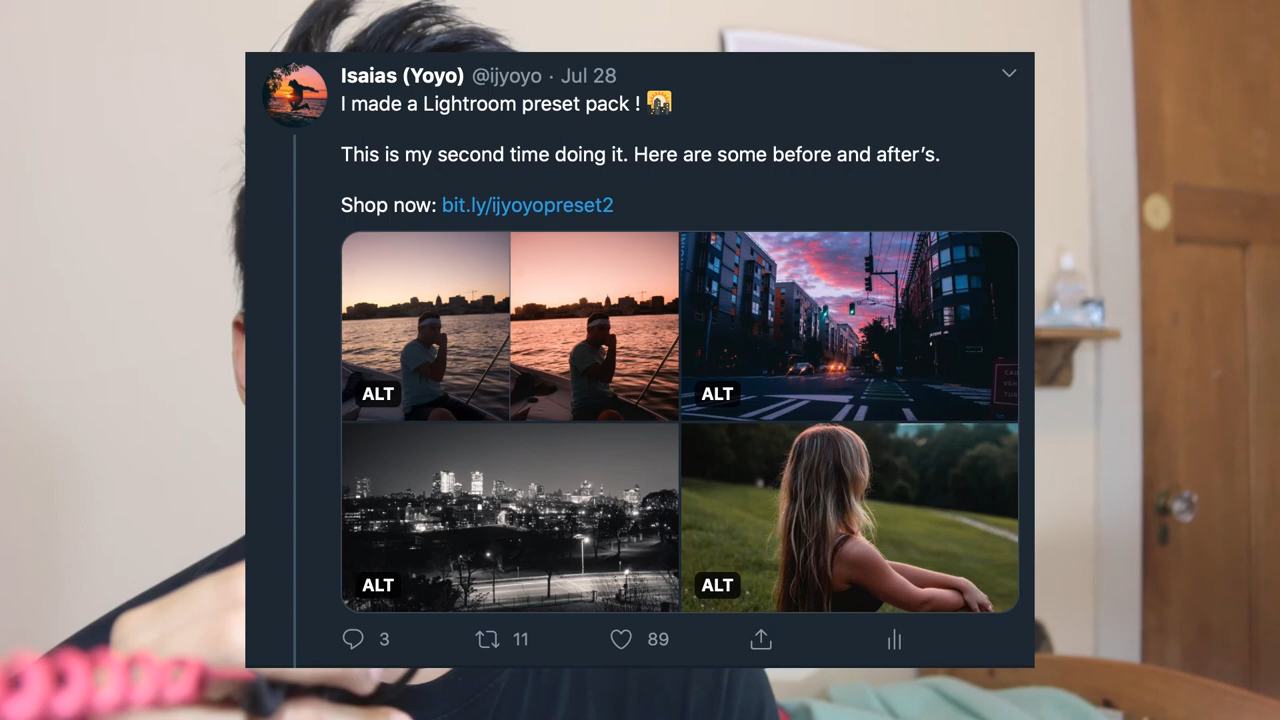 Isaias (Yoyo) @ijyoyo · Jul 28
I made a Lightroom preset pack !
This is my second time doing it. Here are some before and after’s.
Shop now: bit.ly/ijyoyopreset2
ALT
ALT
ALT
ALT
3 11 89